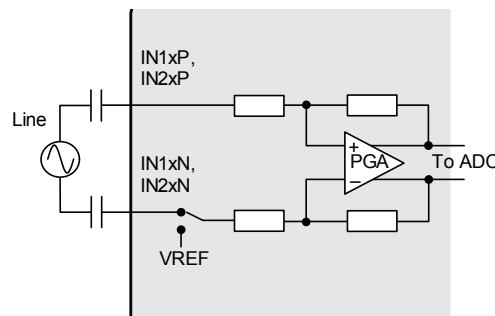 IN1xP,
IN2xP
Line
IN1xN,
IN2xN
+
PGA
−
To ADC
VREF